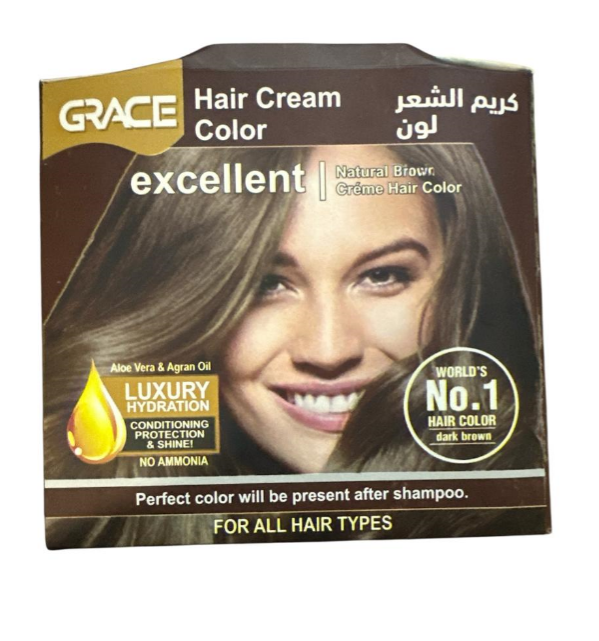 GRACE
Hair Cream
Color
كريم الشعر
لون
excellent
Natural Brown
Créme Hair Color
Aloe Vera & Agran Oil
LUXURY
HYDRATION
CONDITIONING
PROTECTION
& SHINE!
NO AMMONIA
WORLD'S
No.1
HAIR COLOR
dark brown
Perfect color will be present after shampoo.
FOR ALL HAIR TYPES